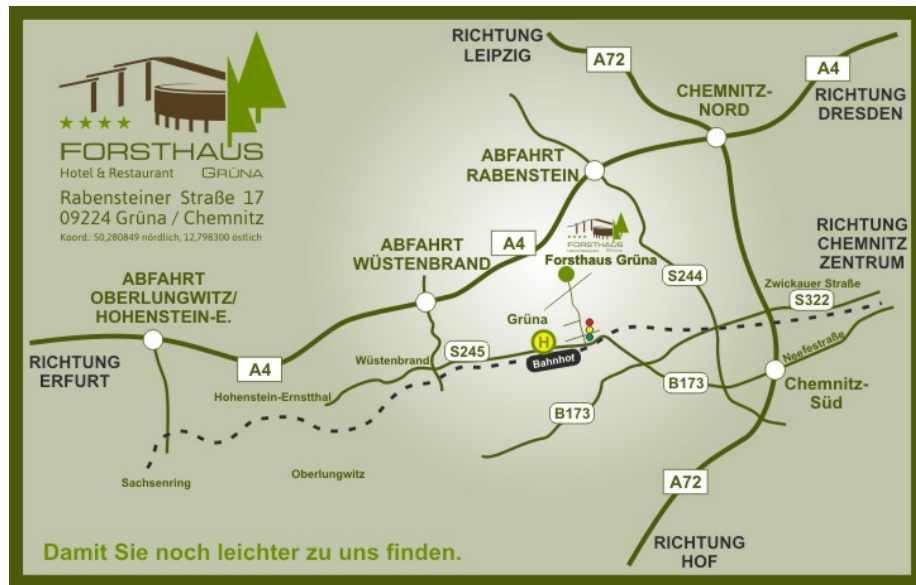 FORSTHAUS
Hotel & Restaurant GRÜNA
Rabensteiner Straße 17
09224 Grüna / Chemnitz
Koord.: 50,280849 nördlich, 12,798300 östlich
RICHTUNG
LEIPZIG
A72
A4
CHEMNITZ-
NORD
RICHTUNG
DRESDEN
ABFAHRT
RABENSTEIN
FORSTHAUS
GRÜNA
Forsthaus Grüna
RICHTUNG
CHEMNITZ
ZENTRUM
A4
ABFAHRT
WÜSTENBRAND
S244
Zwickauer Straße
S322
ABFAHRT
OBERLUNGWITZ/
HOHENSTEIN-E.
Grüna
H
Bahnhof
S245
Wüstenbrand
Neefestraße
RICHTUNG
ERFURT
A4
Hohenstein-Ernstthal
B173
B173
Chemnitz-
Süd
Sachsenring
Oberlungwitz
A72
RICHTUNG
HOF
Damit Sie noch leichter zu uns finden.